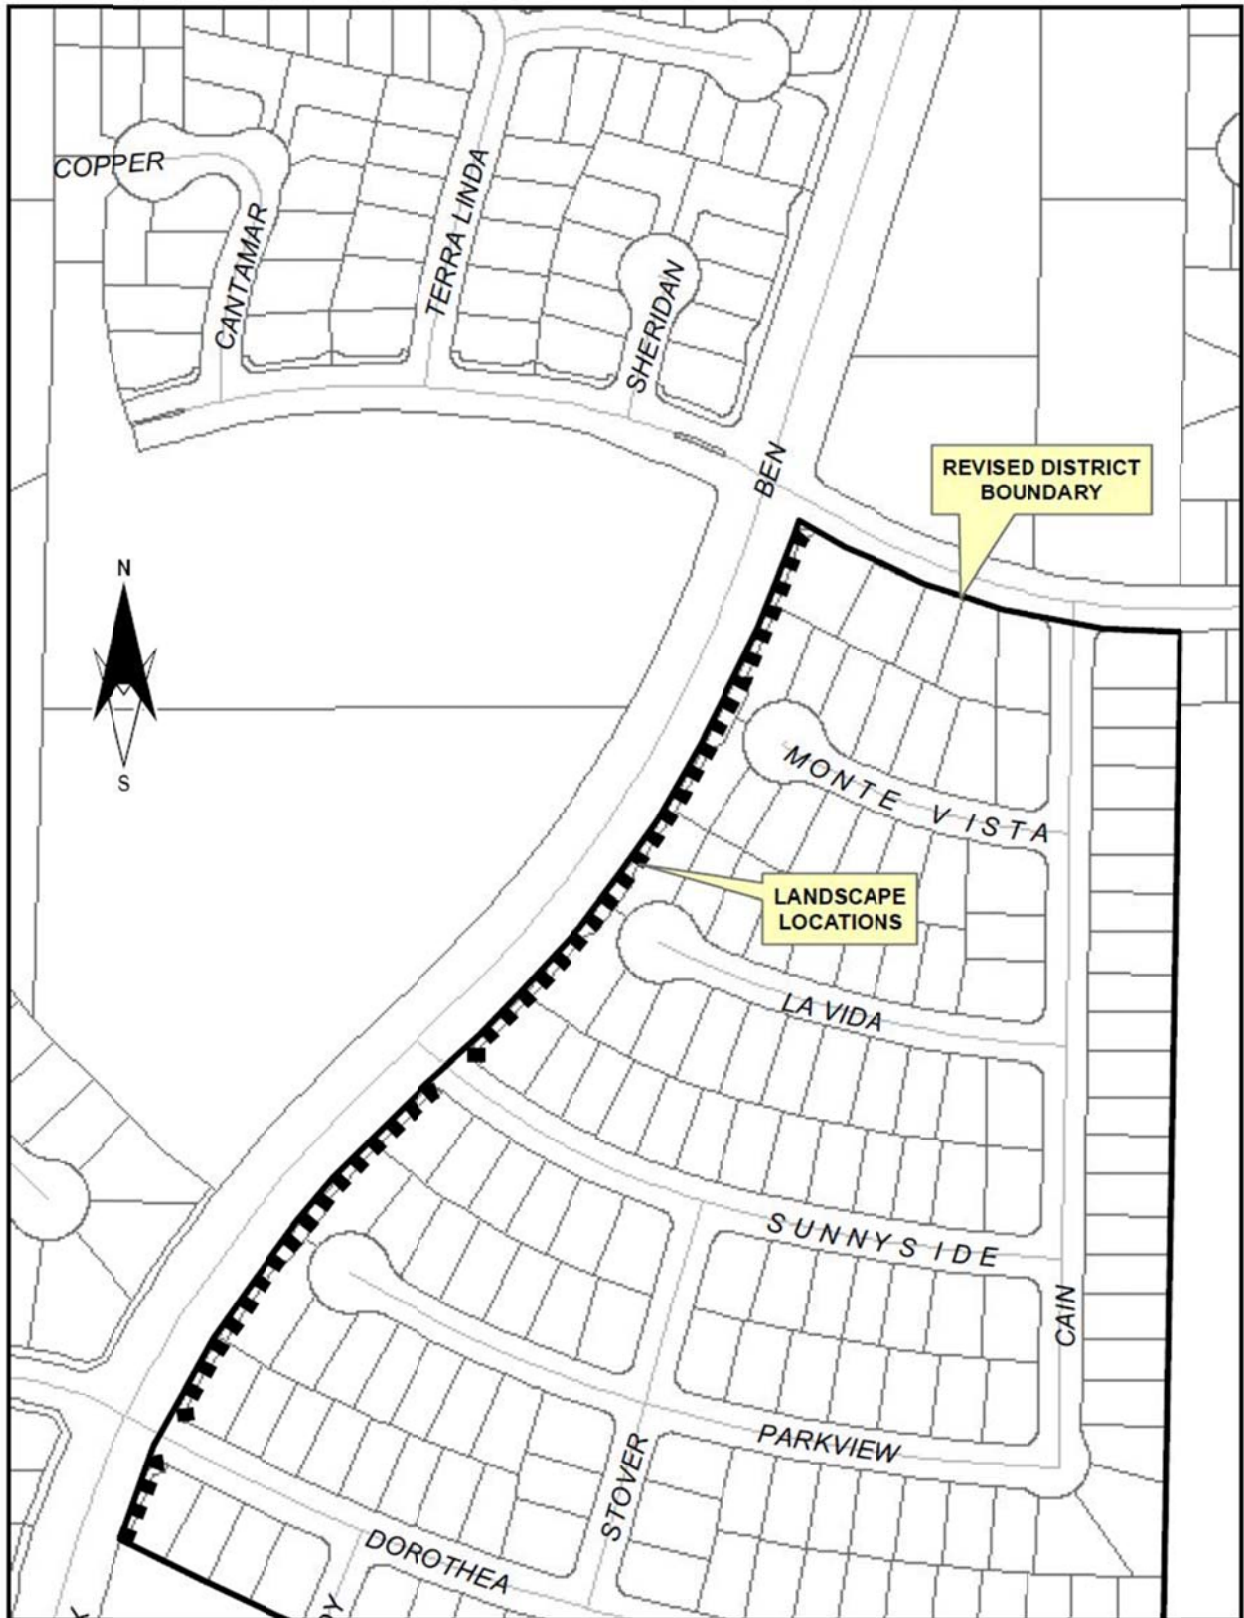 COPPER
CANTAMAR
TERRA LINDA
SHERIDAN
BEN
REVISED DISTRICT
BOUNDARY
N
S
MONTE VISTA
LANDSCAPE
LOCATIONS
LA VIDA
SUNNYSIDE
CAIN
PARKVIEW
STOVER
DOROTHEA